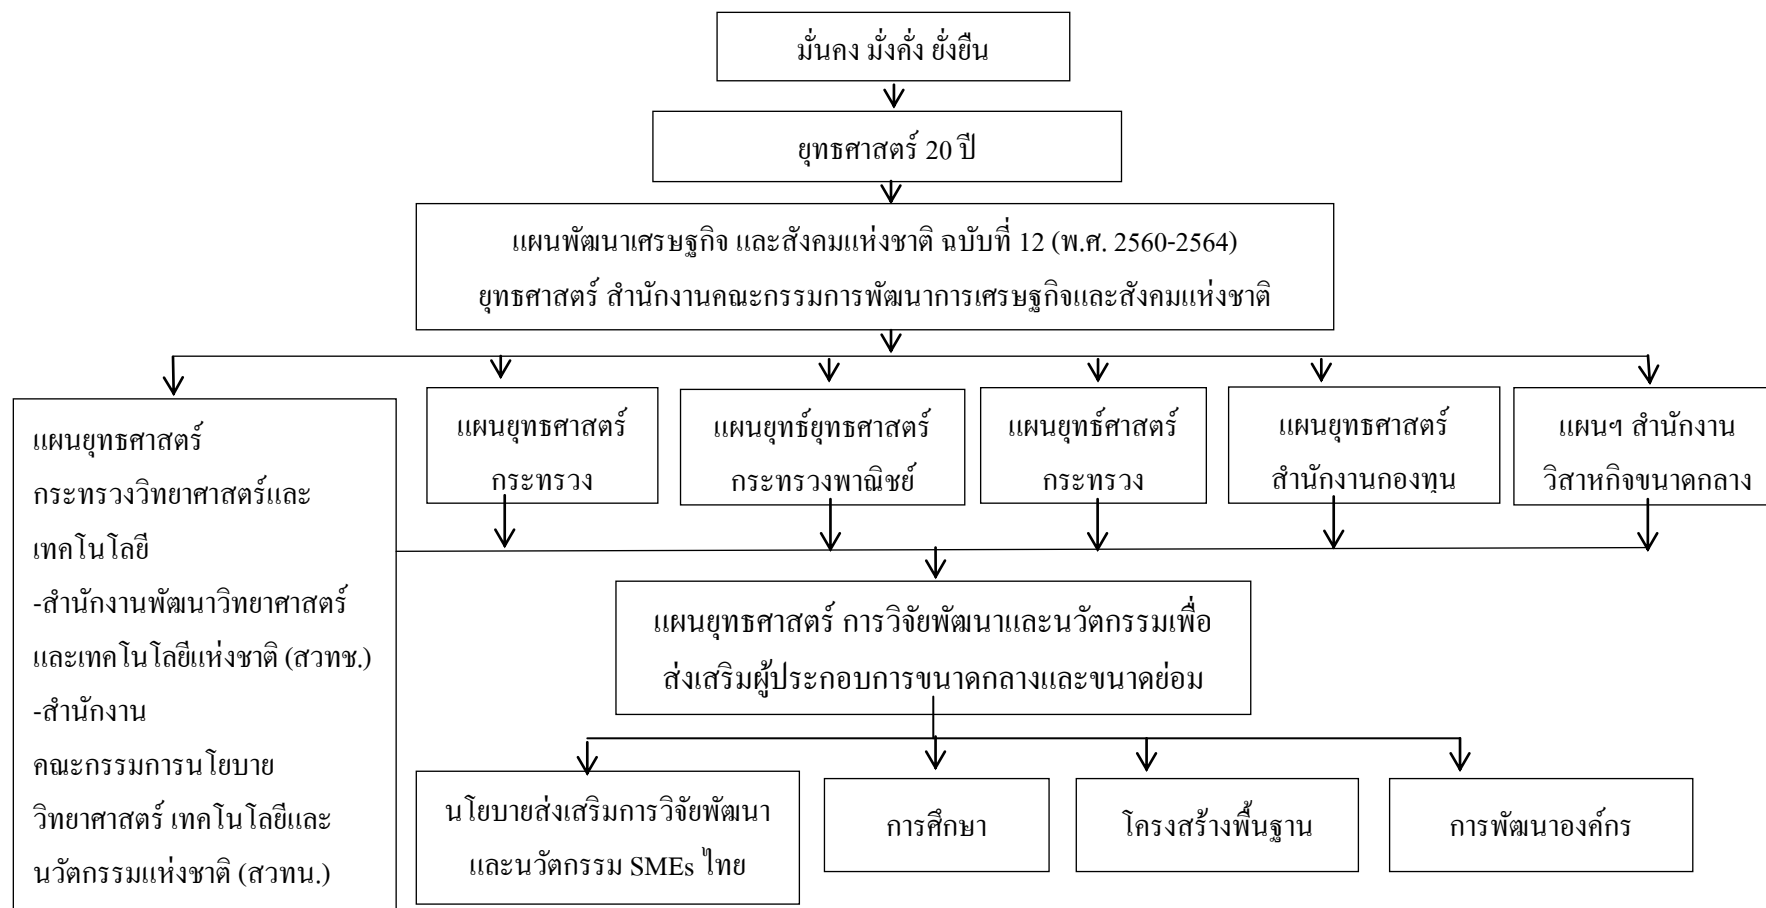 มั่นคง มั่งคั่ง ยั่งยืน
ยุทธศาสตร์ 20 ปี
แผนพัฒนาเศรษฐกิจ และสังคมแห่งชาติ ฉบับที่ 12 (พ.ศ. 2560-2564)
ยุทธศาสตร์ สำนักงานคณะกรรมการพัฒนาการเศรษฐกิจและสังคมแห่งชาติ
แผนยุทธศาสตร์
กระทรวงวิทยาศาสตร์และ
เทคโนโลยี
-สำนักงานพัฒนาวิทยาศาสตร์
และเทคโนโลยีแห่งชาติ (สวทช.)
-สำนักงาน
คณะกรรมการนโยบาย
วิทยาศาสตร์ เทคโนโลยีและ
นวัตกรรมแห่งชาติ (สวทน.)
แผนยุทธศาสตร์
กระทรวง
แผนยุทธ์ยุทธศาสตร์
กระทรวงพาณิชย์
แผนยุทธ์ศาสตร์
กระทรวง
แผนยุทธศาสตร์
สำนักงานกองทุน
แผนฯ สำนักงาน
วิสาหกิจขนาดกลาง
แผนยุทธศาสตร์ การวิจัยพัฒนาและนวัตกรรมเพื่อ
ส่งเสริมผู้ประกอบการขนาดกลางและขนาดย่อม
นโยบายส่งเสริมการวิจัยพัฒนา
และนวัตกรรม SMEs ไทย
การศึกษา
โครงสร้างพื้นฐาน
การพัฒนาองค์กร